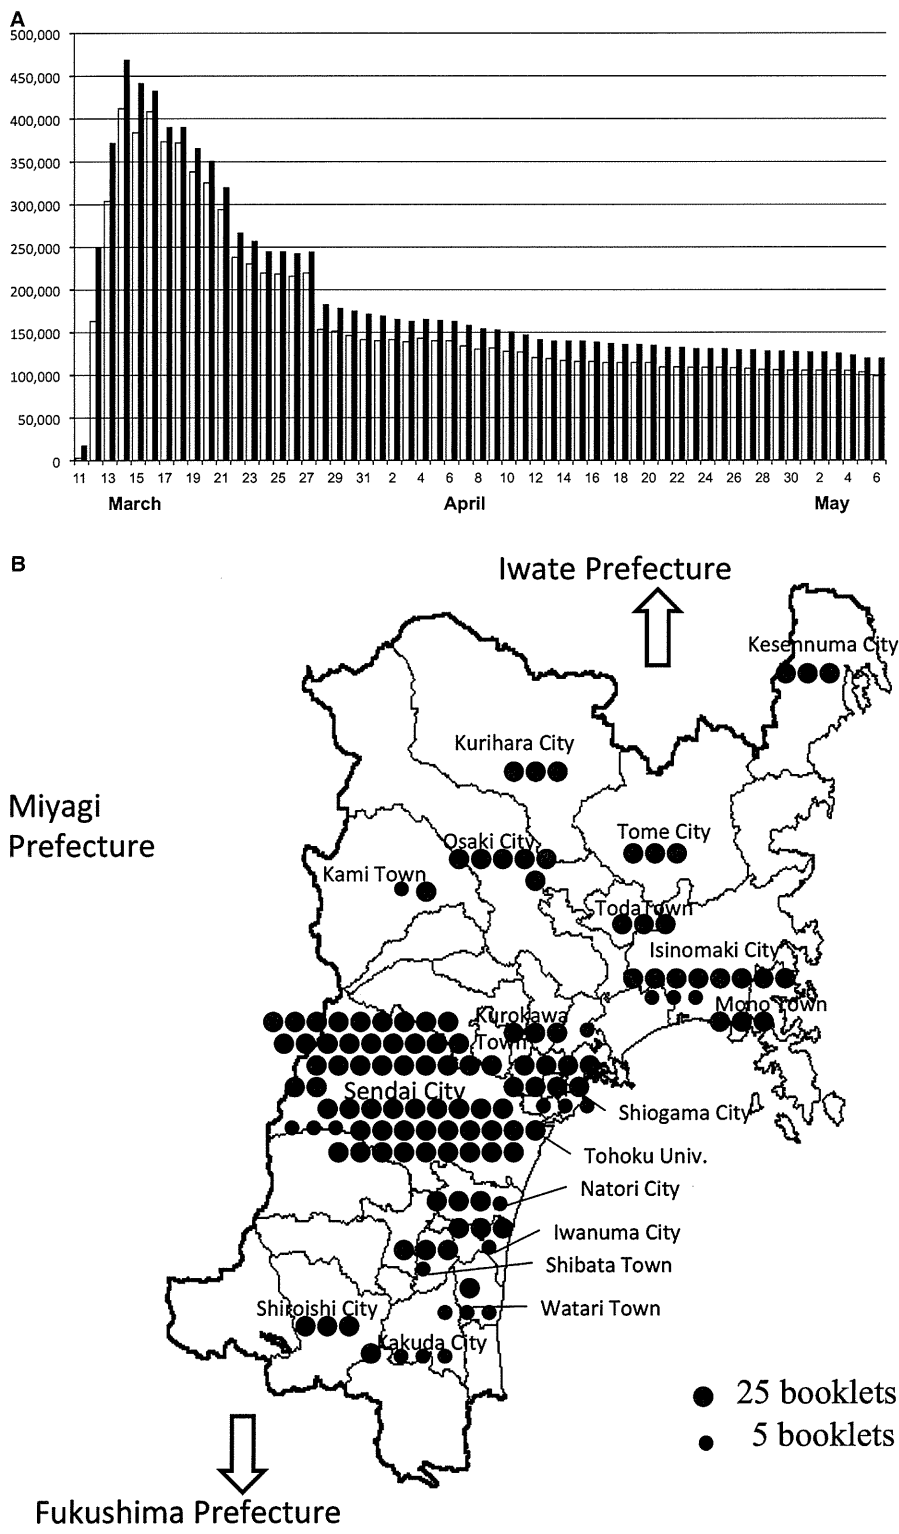 A
500,000
450,000
400,000
350,000
300,000
250,000
200,000
150,000
100,000
50,000
0
11 13 15 17 19 21 23 25 27 29 31 2 4 6 8 10 12 14 16 18 20 22 24 26 28 30 2 4 6
March April May
B
Iwate Prefecture
Kesennuma City
Kurihara City
Miyagi
Prefecture
Tome City
Osaki City
Kami Town
Toda Town
Isinomaki City
Mono Town
Kurokawa
Town
Sendai City
Shiogama City
Tohoku Univ.
Natori City
Iwanuma City
Shibata Town
Shiroishi City
Watari Town
Kakuda City
25 booklets
5 booklets
Fukushima Prefecture